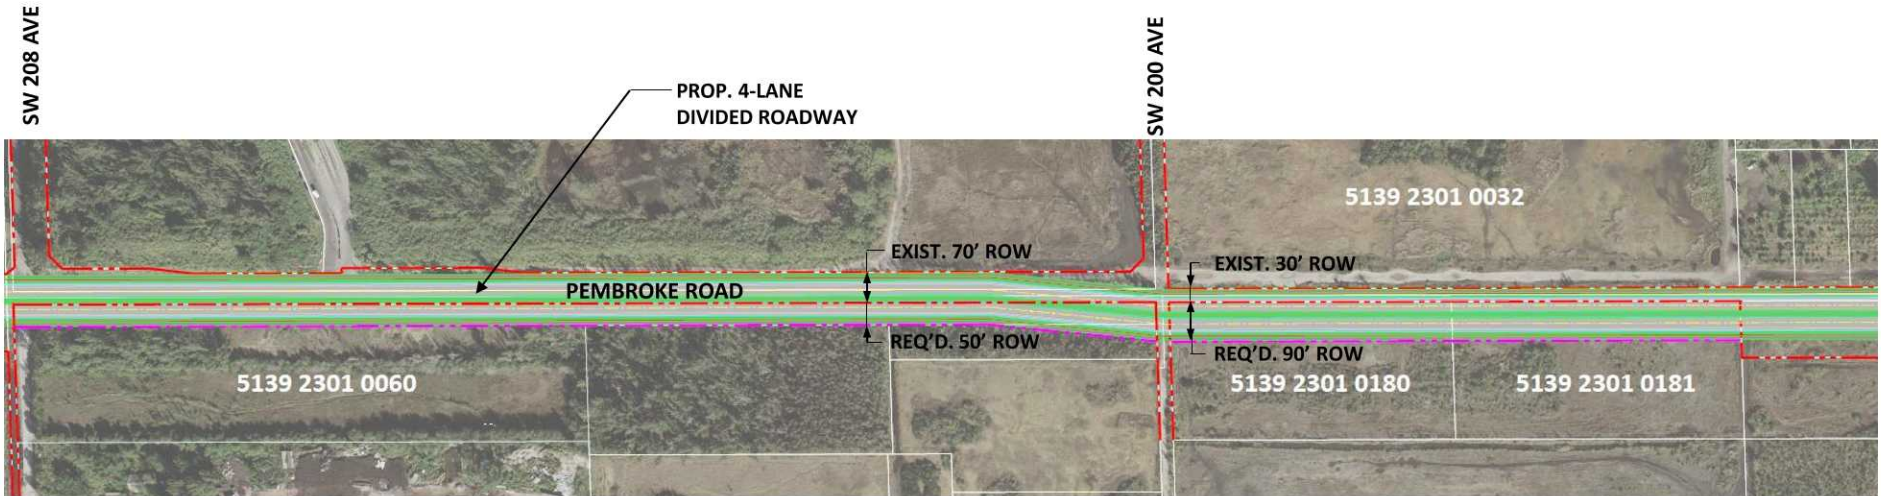 SW 208 AVE
SW 200 AVE
PROP. 4-LANE
DIVIDED ROADWAY
5139 2301 0032
EXIST. 70’ ROW
EXIST. 30’ ROW
PEMBROKE ROAD
REQ’D. 50’ ROW
REQ’D. 90’ ROW
5139 2301 0060
5139 2301 0180
5139 2301 0181